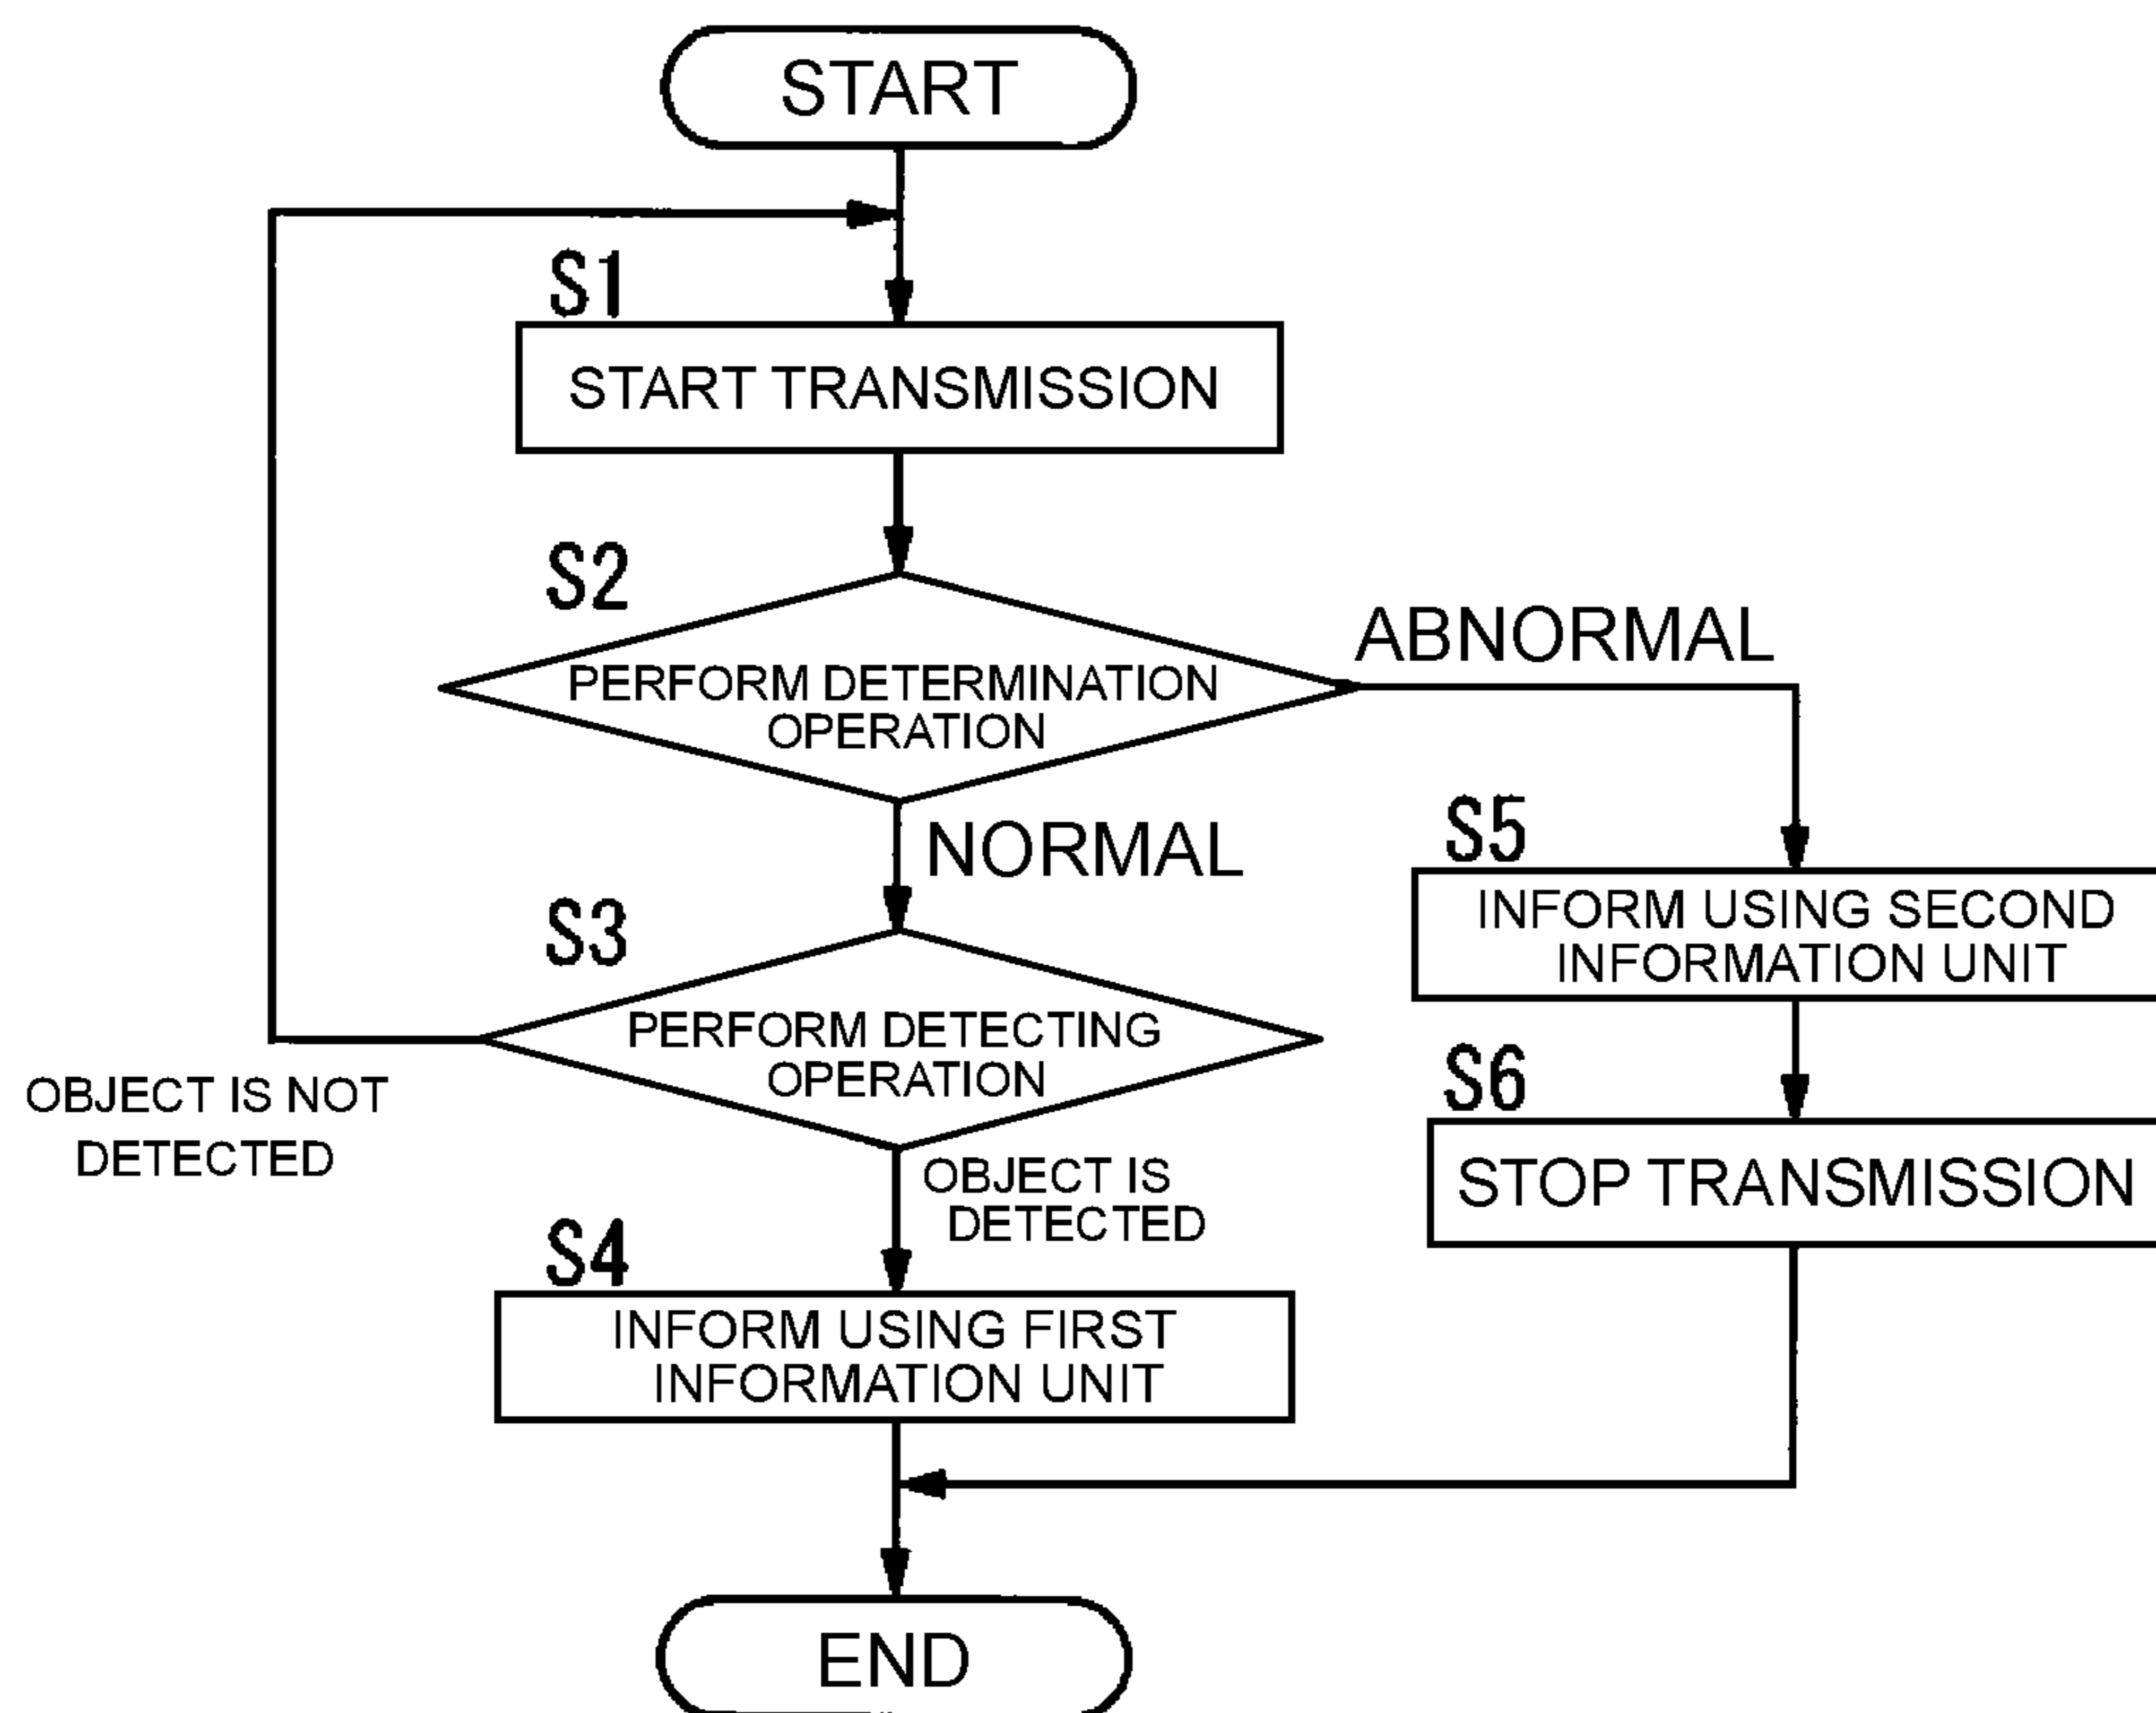 START
S1
START TRANSMISSION
S2
PERFORM DETERMINATION
OPERATION
ABNORMAL
NORMAL
S3
PERFORM DETECTING
OPERATION
OBJECT IS NOT
DETECTED
OBJECT IS
DETECTED
S4
INFORM USING FIRST
INFORMATION UNIT
S5
INFORM USING SECOND
INFORMATION UNIT
S6
STOP TRANSMISSION
END